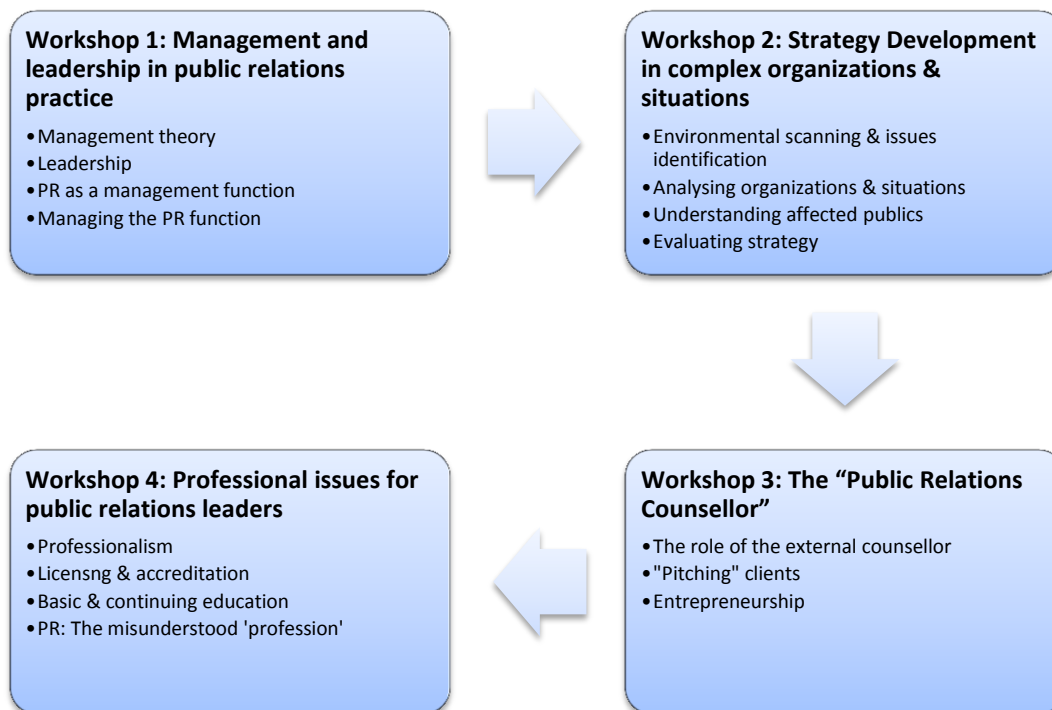 Workshop 1: Management and
leadership in public relations
practice
•Management theory
•Leadership
•PR as a management function
•Managing the PR function
Workshop 2: Strategy Development
in complex organizations &
situations
•Environmental scanning & issues
identification
•Analysing organizations & situations
•Understanding affected publics
•Evaluating strategy
Workshop 3: The “Public Relations
Counsellor”
•The role of the external counsellor
•"Pitching" clients
•Entrepreneurship
Workshop 4: Professional issues for
public relations leaders
•Professionalism
•Licensng & accreditation
•Basic & continuing education
•PR: The misunderstood 'profession'